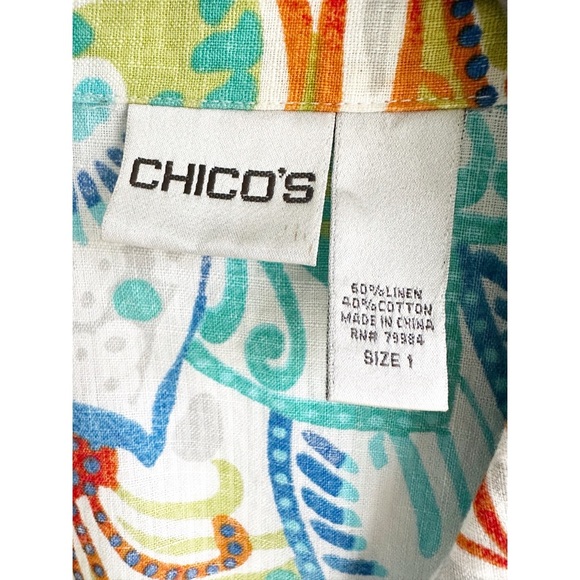 CHICO'S
60%LINEN
40%COTTON
MADE IN CHINA
RN# 79984
SIZE 1